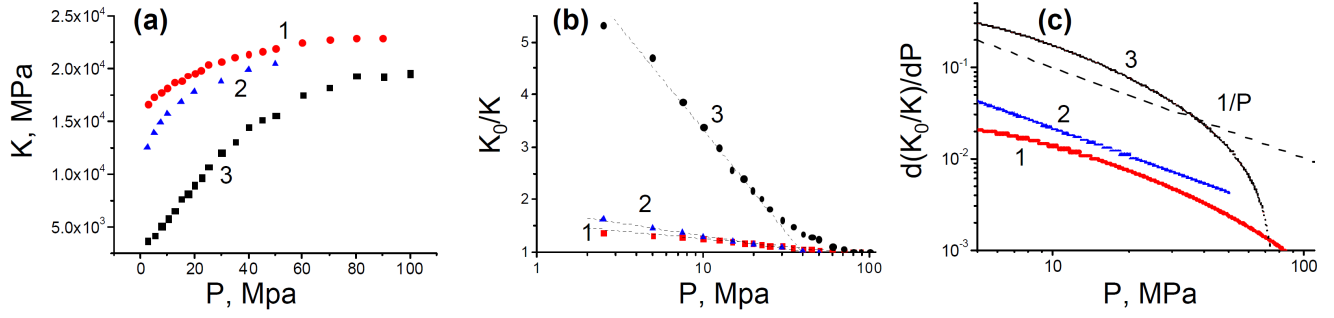 (a)
K, MPa
2.5x10⁴
2.0x10⁴
1.5x10⁴
1.0x10⁴
5.0x10³
1
2
3
0 20 40 60 80 100
P, Mpa
(b)
K₀/K
5
4
3
2
1
3
2
1
1 10 100
P, Mpa
(c)
d(K₀/K)/dP
10⁻¹
10⁻²
10⁻³
3
1/P
2
1
10 100
P, MPa